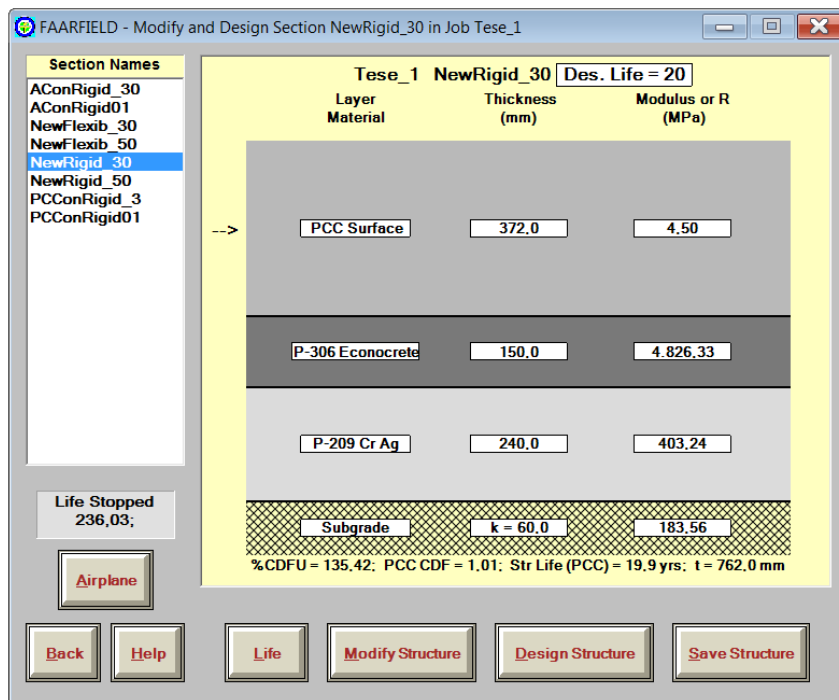 FAARFIELD - Modify and Design Section NewRigid_30 in Job Tese_1
Section Names
AConRigid_30
AConRigid01
NewFlexib_30
NewFlexib_50
NewRigid_30
NewRigid_50
PCConRigid_3
PCConRigid01
Life Stopped
236,03;
Airplane
Back
Help
Tese_1 NewRigid_30 Des. Life = 20
Layer Material
Thickness (mm)
Modulus or R (MPa)
--> PCC Surface 372,0 4,50
P-306 Econocrete 150,0 4.826,33
P-209 Cr Ag 240,0 403,24
Subgrade k = 60,0 183,56
%CDFU = 135,42; PCC CDF = 1,01; Str Life (PCC) = 19,9 yrs; t = 762,0 mm
Life
Modify Structure
Design Structure
Save Structure